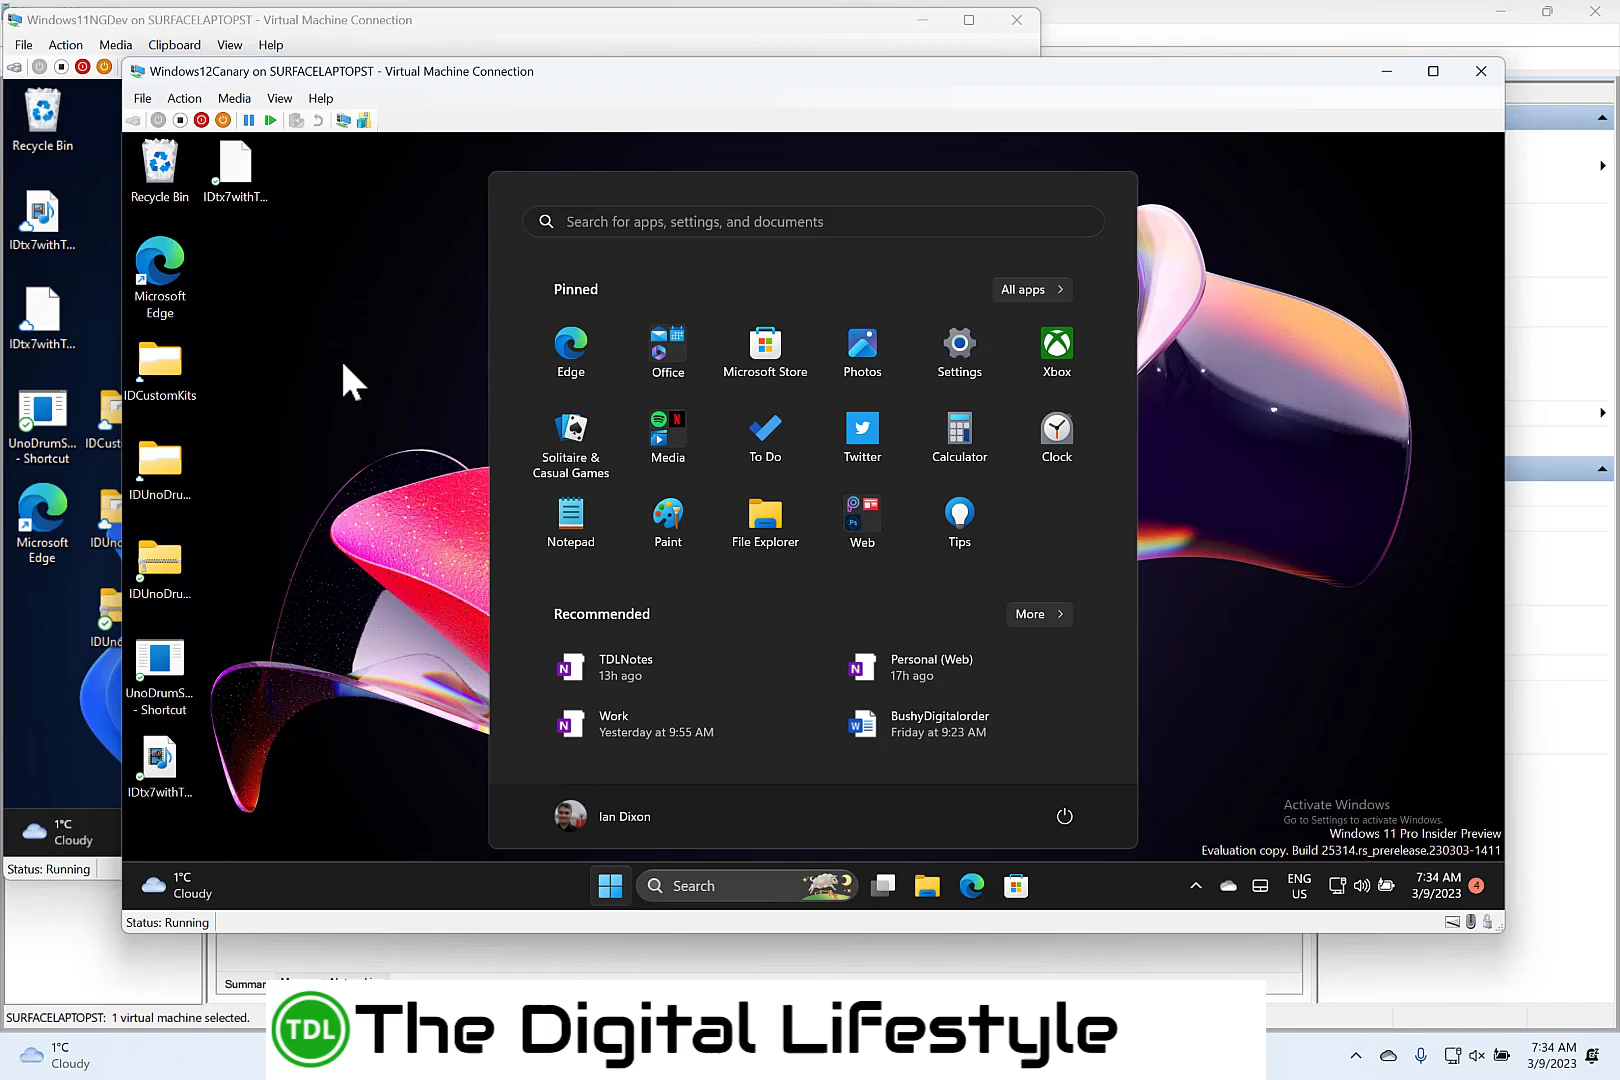 Windows11NGDev on SURFACELAPTOPST - Virtual Machine Connection
File Action Media Clipboard View Help
Windows12Canary on SURFACELAPTOPST - Virtual Machine Connection
File Action Media View Help
Recycle Bin
IDtx7withT...
IDtx7withT...
UnoDrumS...
- Shortcut
IDCust
Microsoft
Edge
IDUno
IDUno
1°C
Cloudy
Status: Running
Recycle Bin
IDtx7withT...
Microsoft
Edge
IDCustomKits
IDUnoDru...
IDUnoDru...
UnoDrumS...
- Shortcut
IDtx7withT...
Search for apps, settings, and documents
Pinned
All apps
Edge
Office
Microsoft Store
Photos
Settings
Xbox
Solitaire &
Casual Games
Media
To Do
Twitter
Calculator
Clock
Notepad
Paint
File Explorer
Web
Tips
Recommended
More
TDLNotes
13h ago
Personal (Web)
17h ago
Work
Yesterday at 9:55 AM
BushyDigitalorder
Friday at 9:23 AM
Ian Dixon
Activate Windows
Go to Settings to activate Windows.
Windows 11 Pro Insider Preview
Evaluation copy. Build 25314.rs_prerelease.230303-1411
1°C
Cloudy
Search
ENG
US
7:34 AM
3/9/2023
4
Status: Running
Summar
SURFACELAPTOPST: 1 virtual machine selected.
TDL The Digital Lifestyle
1°C
Cloudy
7:34 AM
3/9/2023